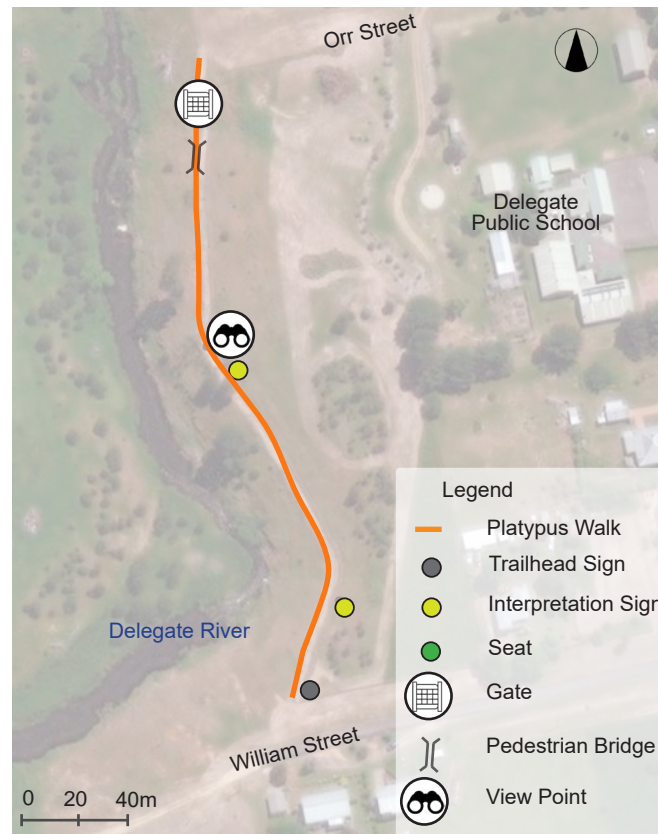 Orr Street
Delegate
Public School
Legend
Platypus Walk
Trailhead Sign
Interpretation Sign
Seat
Gate
Pedestrian Bridge
View Point
Delegate River
William Street
0 20 40m